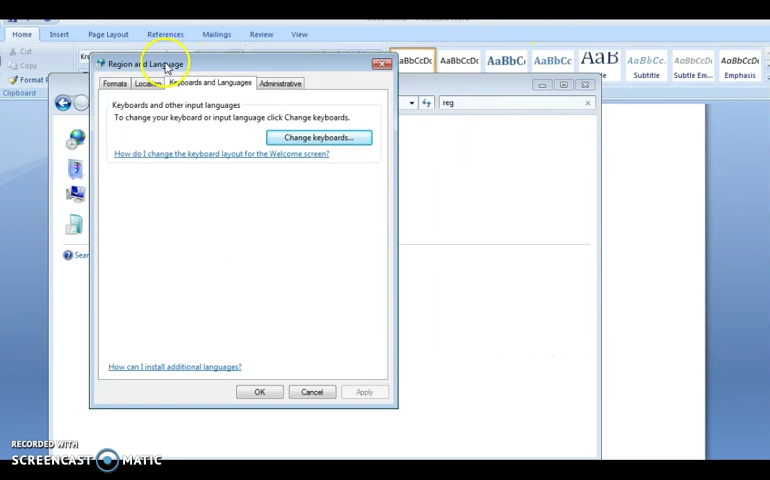 Home Insert Page Layout References Mailings Review View
Cut
Copy
Format
Clipboard
AaBbCcDc AaBbCcDc AaBbC AaBbCc AaB AaBbCc. AaBbCcDc AaBbCcDc
Subtitle Subtle Em... Emphasis
reg
Region and Language
Formats Location Keyboards and Languages Administrative
Keyboards and other input languages
To change your keyboard or input language click Change keyboards.
Change keyboards...
How do I change the keyboard layout for the Welcome screen?
How can I install additional languages?
OK Cancel Apply
RECORDED WITH
SCREENCAST MATIC